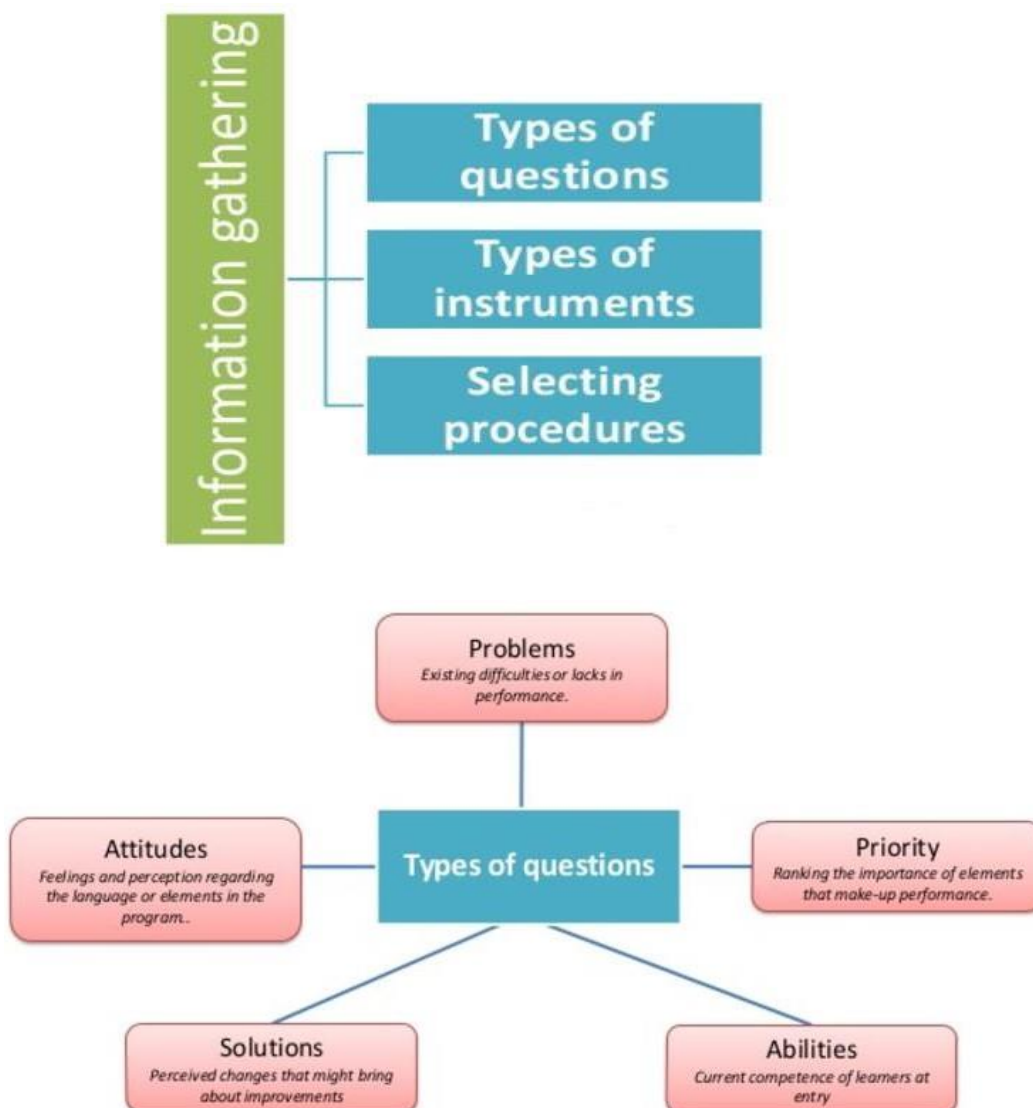 Information gathering
Types of
questions
Types of
instruments
Selecting
procedures
Problems
Existing difficulties or lacks in
performance.
Attitudes
Feelings and perception regarding
the language or elements in the
program..
Types of questions
Priority
Ranking the importance of elements
that make-up performance.
Solutions
Perceived changes that might bring
about improvements
Abilities
Current competence of learners at
entry